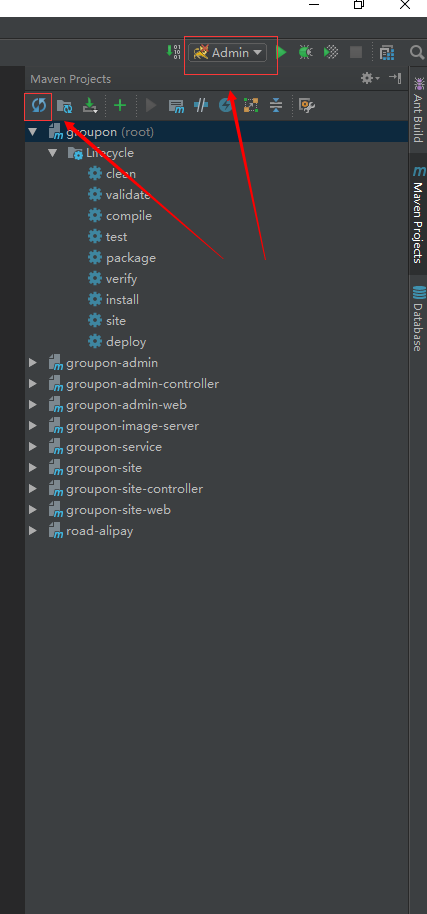 Admin
Maven Projects
groupon (root)
Lifecycle
clean
validate
compile
test
package
verify
install
site
deploy
groupon-admin
groupon-admin-controller
groupon-admin-web
groupon-image-server
groupon-service
groupon-site
groupon-site-controller
groupon-site-web
road-alipay
Ant Build
Maven Projects
Database